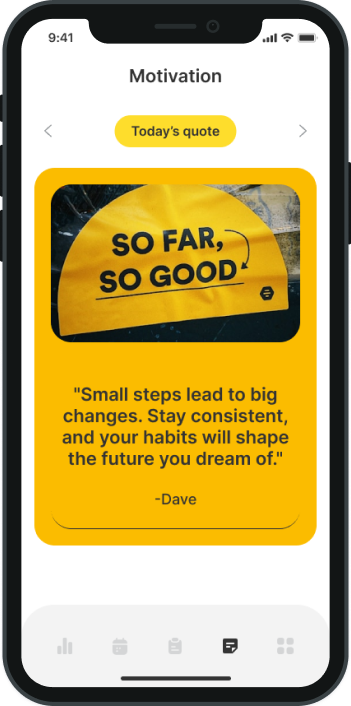 9:41
Motivation
Today's quote
SO FAR,
SO GOOD
"Small steps lead to big
changes. Stay consistent,
and your habits will shape
the future you dream of."
-Dave